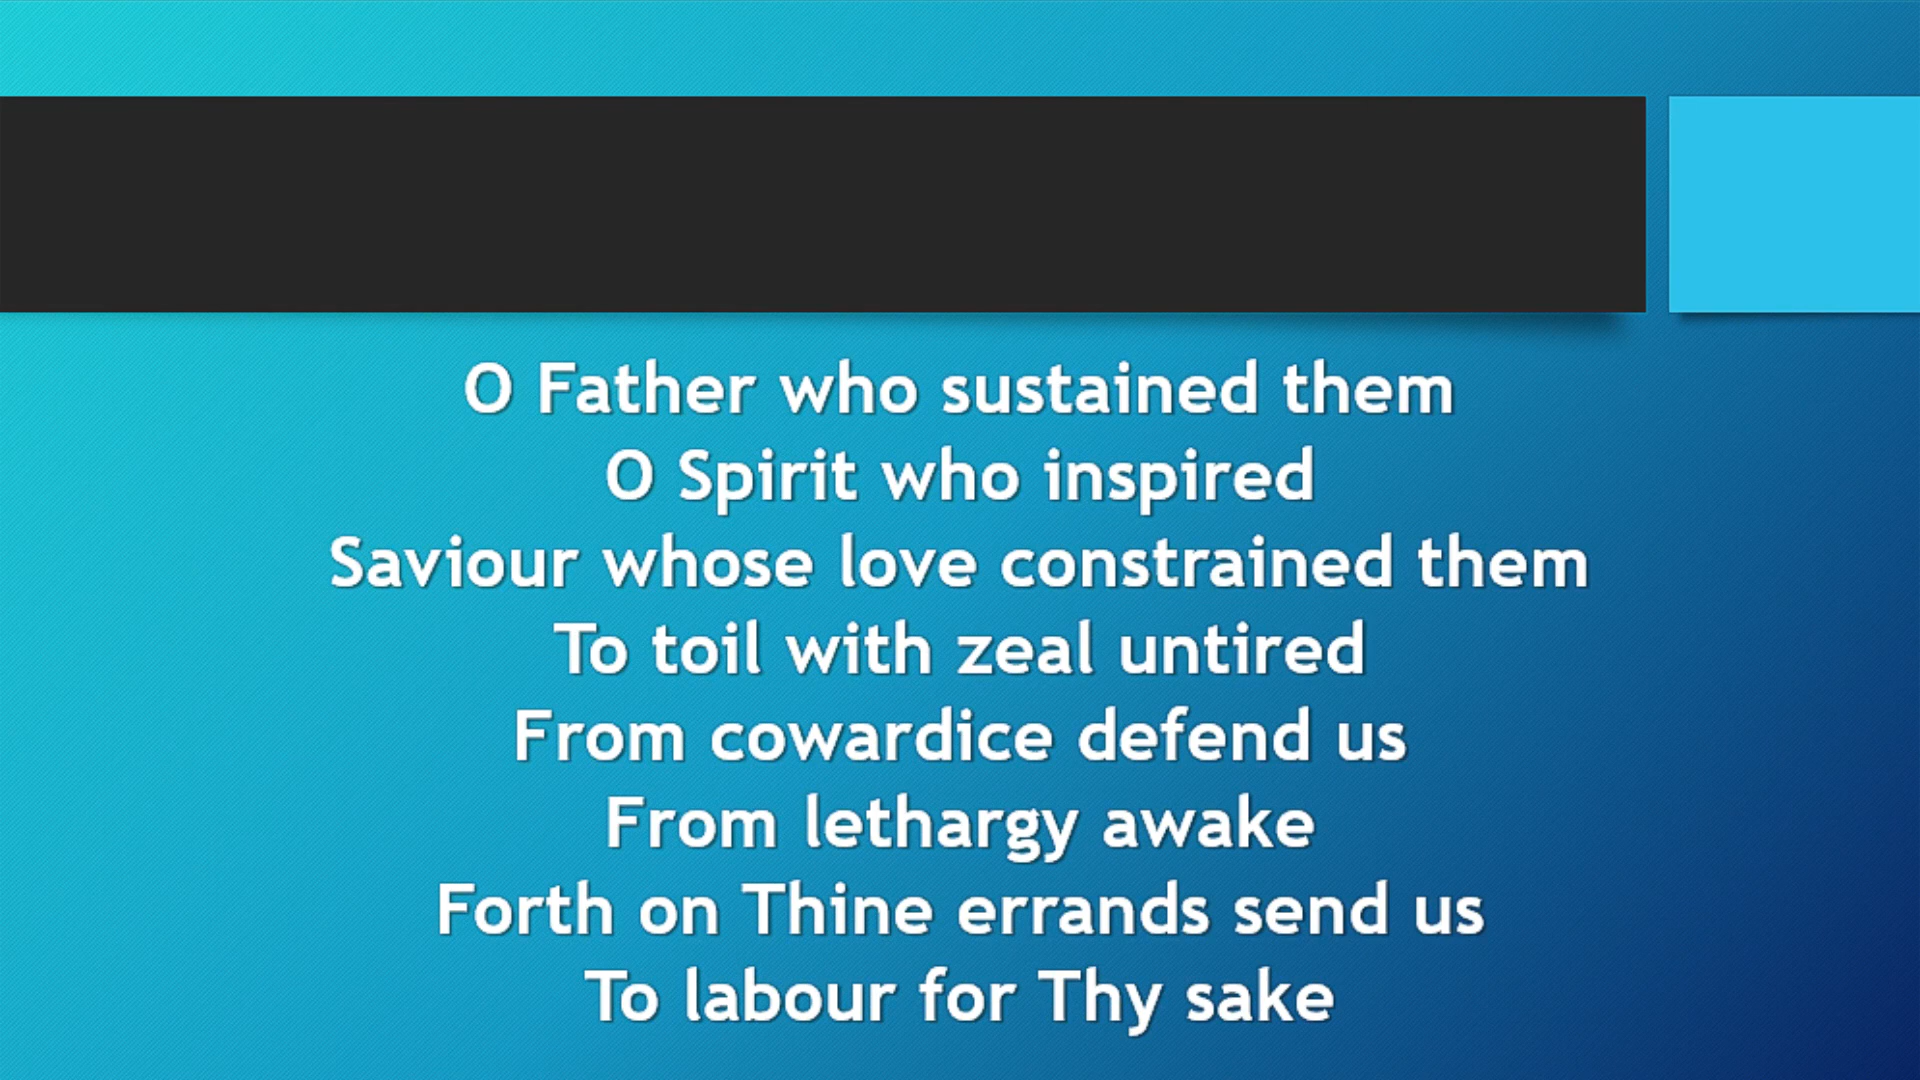 O Father who sustained them
O Spirit who inspired
Saviour whose love constrained them
To toil with zeal untired
From cowardice defend us
From lethargy awake
Forth on Thine errands send us
To labour for Thy sake